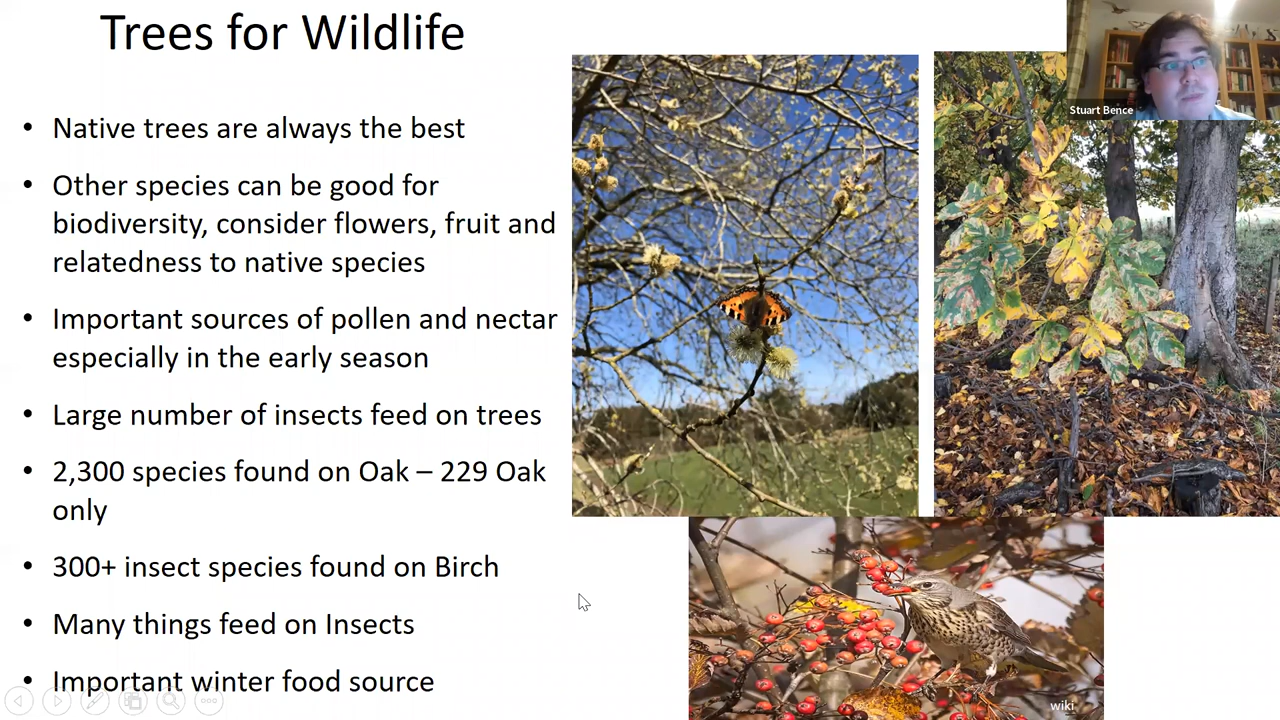 Trees for Wildlife
Stuart Bence
• Native trees are always the best
• Other species can be good for
biodiversity, consider flowers, fruit and
relatedness to native species
• Important sources of pollen and nectar
especially in the early season
• Large number of insects feed on trees
• 2,300 species found on Oak – 229 Oak
only
• 300+ insect species found on Birch
• Many things feed on Insects
• Important winter food source
wiki